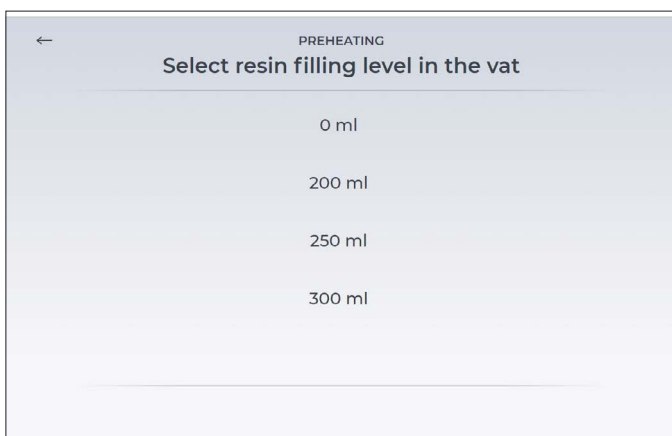 ←
PREHEATING
Select resin filling level in the vat
0 ml
200 ml
250 ml
300 ml